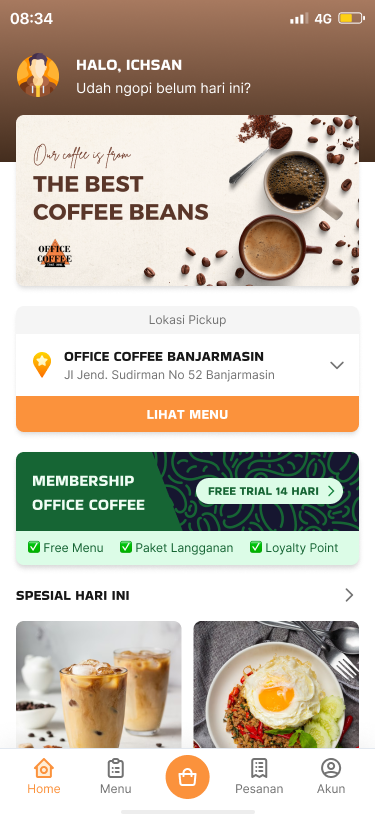 08:34
4G
HALO, ICHSAN
Udah ngopi belum hari ini?
Our coffee is from
THE BEST
COFFEE BEANS
OFFICE
COFFEE
Lokasi Pickup
OFFICE COFFEE BANJARMASIN
Jl Jend. Sudirman No 52 Banjarmasin
LIHAT MENU
MEMBERSHIP
OFFICE COFFEE
FREE TRIAL 14 HARI
Free Menu
Paket Langganan
Loyalty Point
SPESIAL HARI INI
Home
Menu
Pesanan
Akun